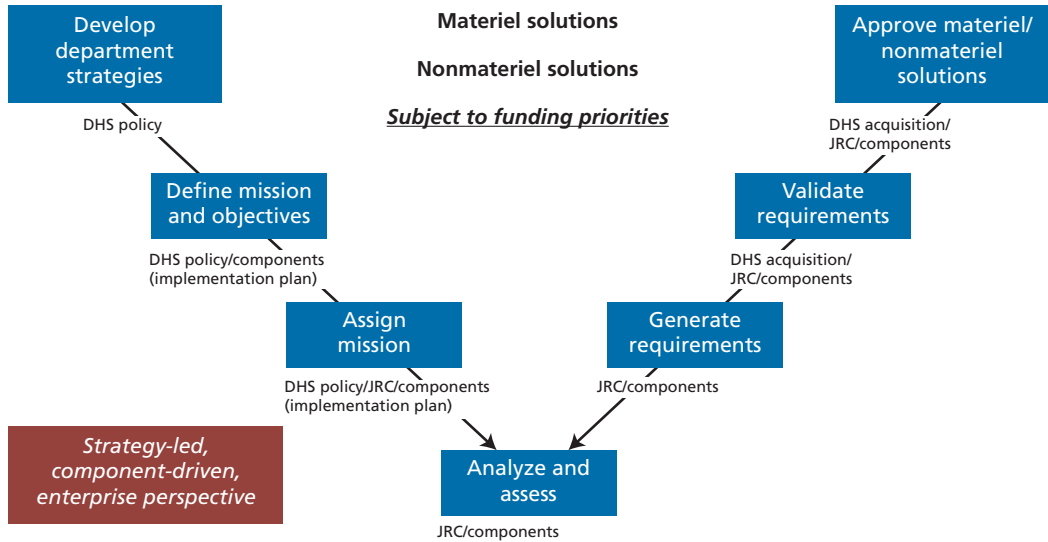 Develop
department
strategies
Materiel solutions
Nonmateriel solutions
Subject to funding priorities
Approve materiel/
nonmateriel
solutions
DHS policy
DHS acquisition/
JRC/components
Define mission
and objectives
Validate
requirements
DHS policy/components
(implementation plan)
DHS acquisition/
JRC/components
Assign
mission
Generate
requirements
DHS policy/JRC/components
(implementation plan)
JRC/components
Strategy-led,
component-driven,
enterprise perspective
Analyze and
assess
JRC/components